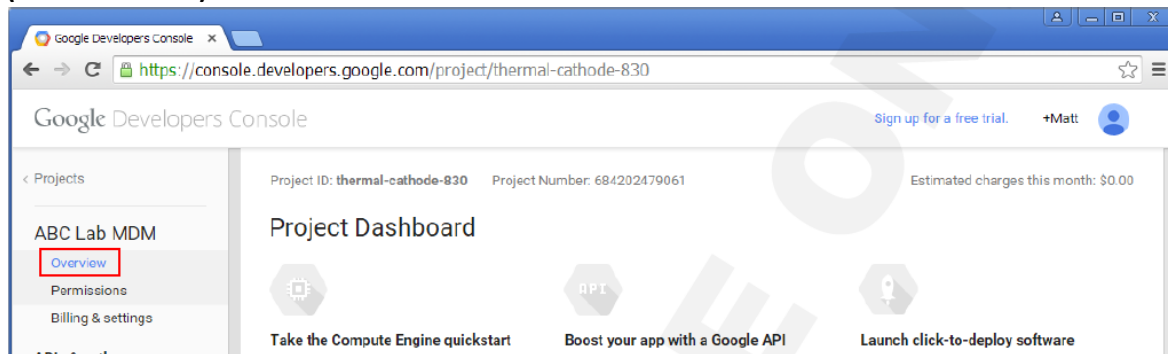 Google Developers Console
https://console.developers.google.com/project/thermal-cathode-830
Google Developers Console
Sign up for a free trial. +Matt
< Projects
Project ID: thermal-cathode-830 Project Number: 684202479061 Estimated charges this month: $0.00
ABC Lab MDM
Project Dashboard
Overview
Permissions
API
Billing & settings
Take the Compute Engine quickstart Boost your app with a Google API Launch click-to-deploy software